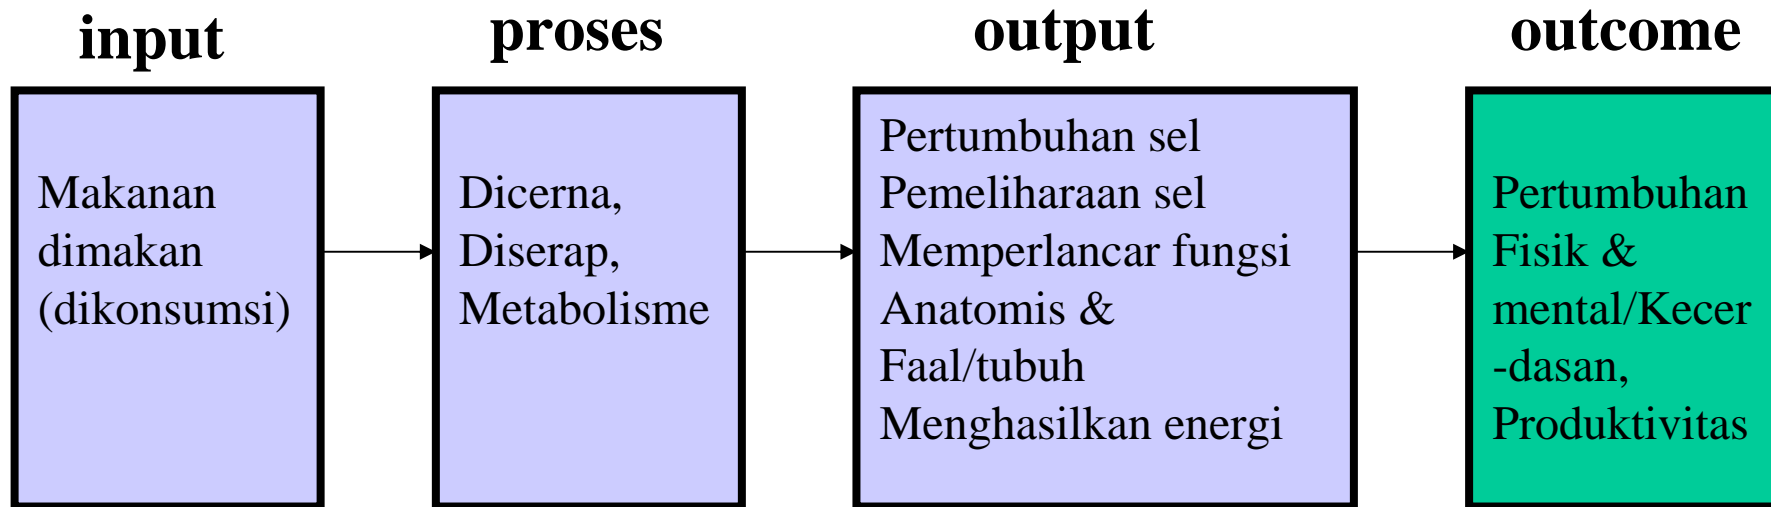 input
Makanan
dimakan
(dikonsumsi)
proses
Dicerna,
Diserap,
Metabolisme
output
Pertumbuhan sel
Pemeliharaan sel
Memperlancar fungsi
Anatomis &
Faal/tubuh
Menghasilkan energi
outcome
Pertumbuhan
Fisik &
mental/Kecer
-dasan,
Produktivitas